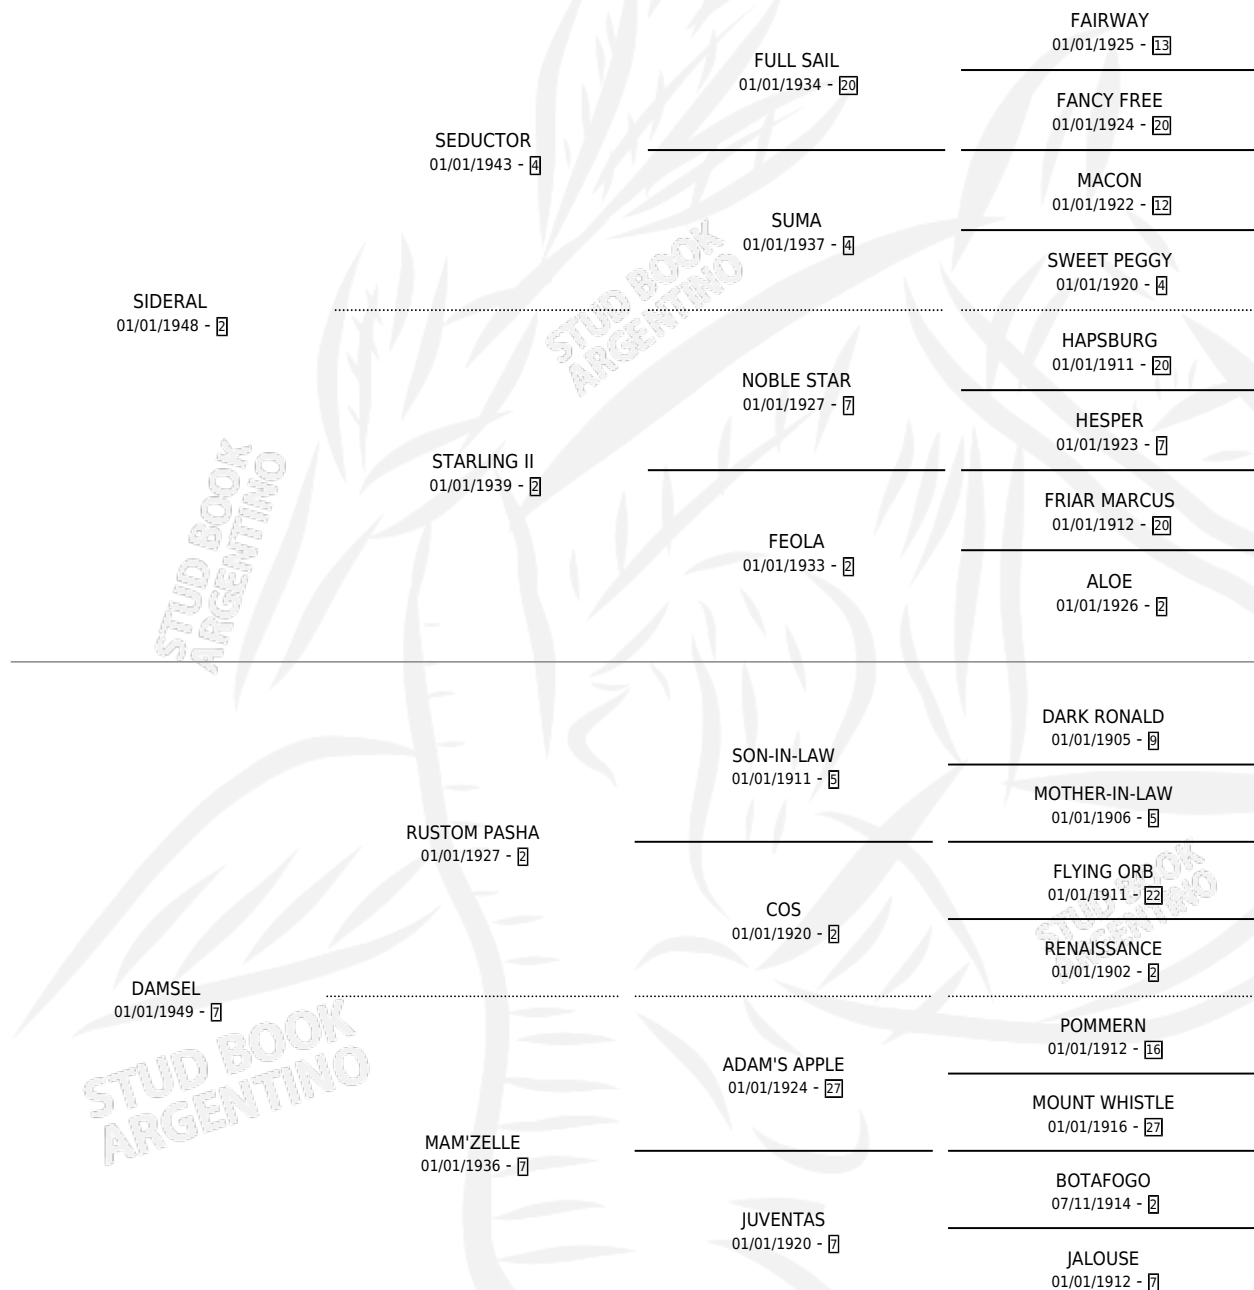 FAIRWAY
01/01/1925 - 13
FULL SAIL
01/01/1934 - 20
FANCY FREE
01/01/1924 - 20
SEDUCTOR
01/01/1943 - 4
MACON
01/01/1922 - 12
SUMA
01/01/1937 - 4
SWEET PEGGY
01/01/1920 - 4
SIDERAL
01/01/1948 - 2
HAPSBURG
01/01/1911 - 20
NOBLE STAR
01/01/1927 - 7
HESPER
01/01/1923 - 7
STARLING II
01/01/1939 - 2
FRIAR MARCUS
01/01/1912 - 20
FEOLA
01/01/1933 - 2
ALOE
01/01/1926 - 2
DARK RONALD
01/01/1905 - 9
SON-IN-LAW
01/01/1911 - 5
MOTHER-IN-LAW
01/01/1906 - 5
RUSTOM PASHA
01/01/1927 - 2
FLYING ORB
01/01/1911 - 22
COS
01/01/1920 - 2
RENAISSANCE
01/01/1902 - 2
DAMSEL
01/01/1949 - 7
POMMERN
01/01/1912 - 16
ADAM'S APPLE
01/01/1924 - 27
MOUNT WHISTLE
01/01/1916 - 27
MAM'ZELLE
01/01/1936 - 7
BOTAFOGO
07/11/1914 - 2
JUVENTAS
01/01/1920 - 7
JALOUSE
01/01/1912 - 7
STUD BOOK
ARGENTINO
STUD BOOK
ARGENTINO
STUD BOOK
ARGENTINO
STUD BOOK
ARGENTINO